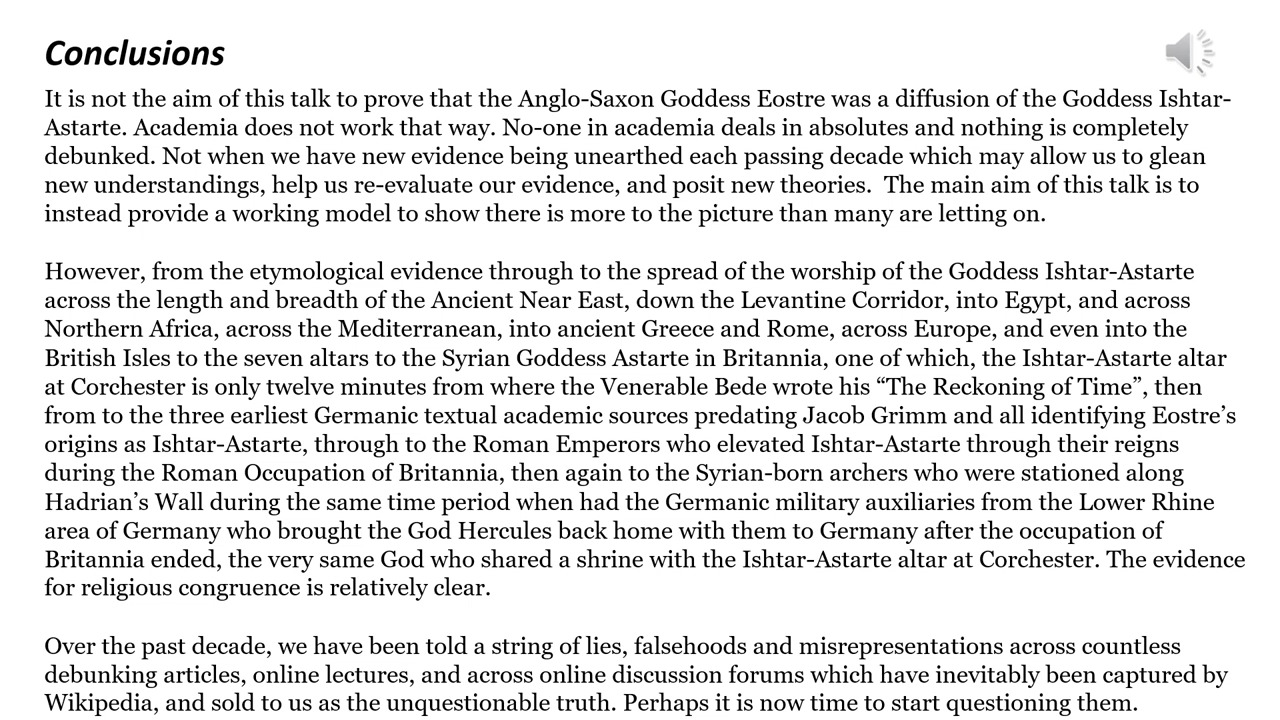 Conclusions
It is not the aim of this talk to prove that the Anglo-Saxon Goddess Eostre was a diffusion of the Goddess Ishtar-
Astarte. Academia does not work that way. No-one in academia deals in absolutes and nothing is completely
debunked. Not when we have new evidence being unearthed each passing decade which may allow us to glean
new understandings, help us re-evaluate our evidence, and posit new theories.  The main aim of this talk is to
instead provide a working model to show there is more to the picture than many are letting on.
However, from the etymological evidence through to the spread of the worship of the Goddess Ishtar-Astarte
across the length and breadth of the Ancient Near East, down the Levantine Corridor, into Egypt, and across
Northern Africa, across the Mediterranean, into ancient Greece and Rome, across Europe, and even into the
British Isles to the seven altars to the Syrian Goddess Astarte in Britannia, one of which, the Ishtar-Astarte altar
at Corchester is only twelve minutes from where the Venerable Bede wrote his “The Reckoning of Time”, then
from to the three earliest Germanic textual academic sources predating Jacob Grimm and all identifying Eostre’s
origins as Ishtar-Astarte, through to the Roman Emperors who elevated Ishtar-Astarte through their reigns
during the Roman Occupation of Britannia, then again to the Syrian-born archers who were stationed along
Hadrian’s Wall during the same time period when had the Germanic military auxiliaries from the Lower Rhine
area of Germany who brought the God Hercules back home with them to Germany after the occupation of
Britannia ended, the very same God who shared a shrine with the Ishtar-Astarte altar at Corchester. The evidence
for religious congruence is relatively clear.
Over the past decade, we have been told a string of lies, falsehoods and misrepresentations across countless
debunking articles, online lectures, and across online discussion forums which have inevitably been captured by
Wikipedia, and sold to us as the unquestionable truth. Perhaps it is now time to start questioning them.